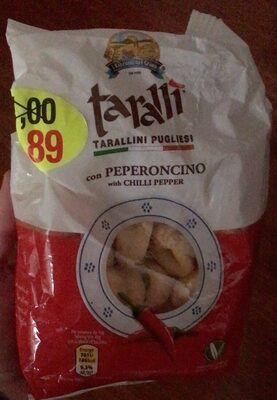 ,00
89
taralli
TARALLINI PUGLIESI
con PEPERONCINO
with CHILLI PEPPER